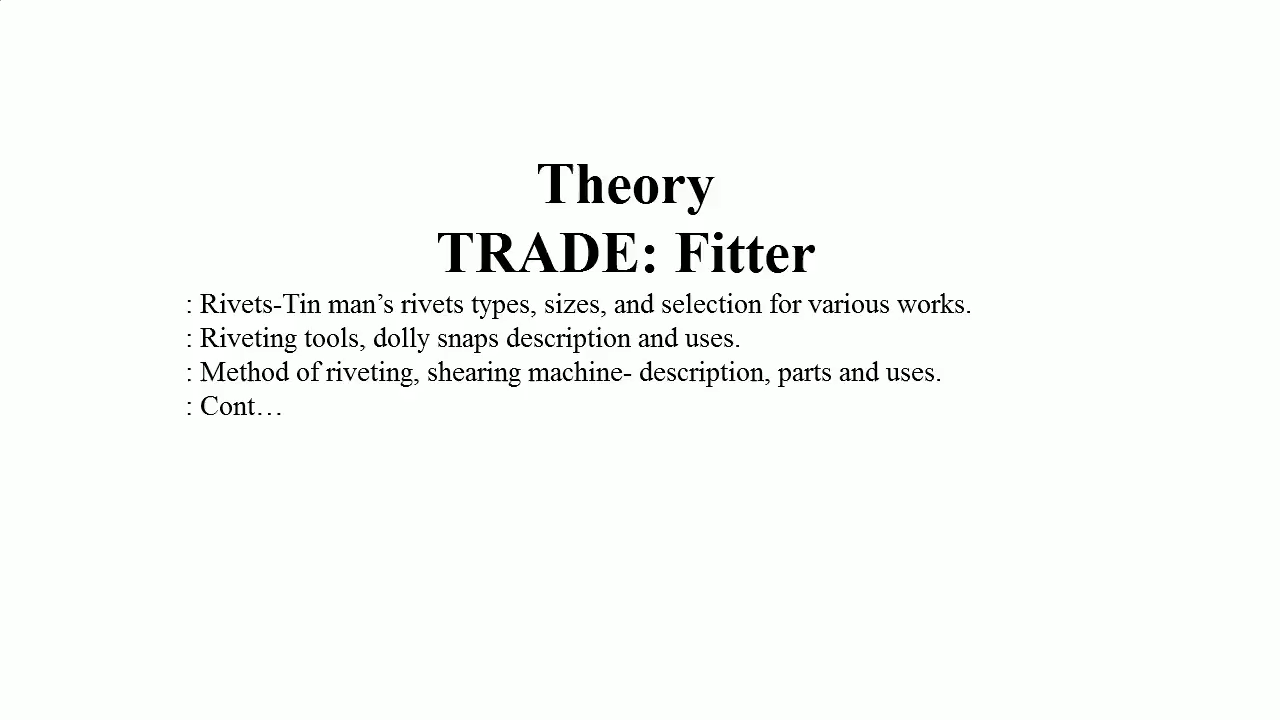 Theory
TRADE: Fitter
: Rivets-Tin man’s rivets types, sizes, and selection for various works.
: Riveting tools, dolly snaps description and uses.
: Method of riveting, shearing machine- description, parts and uses.
: Cont…